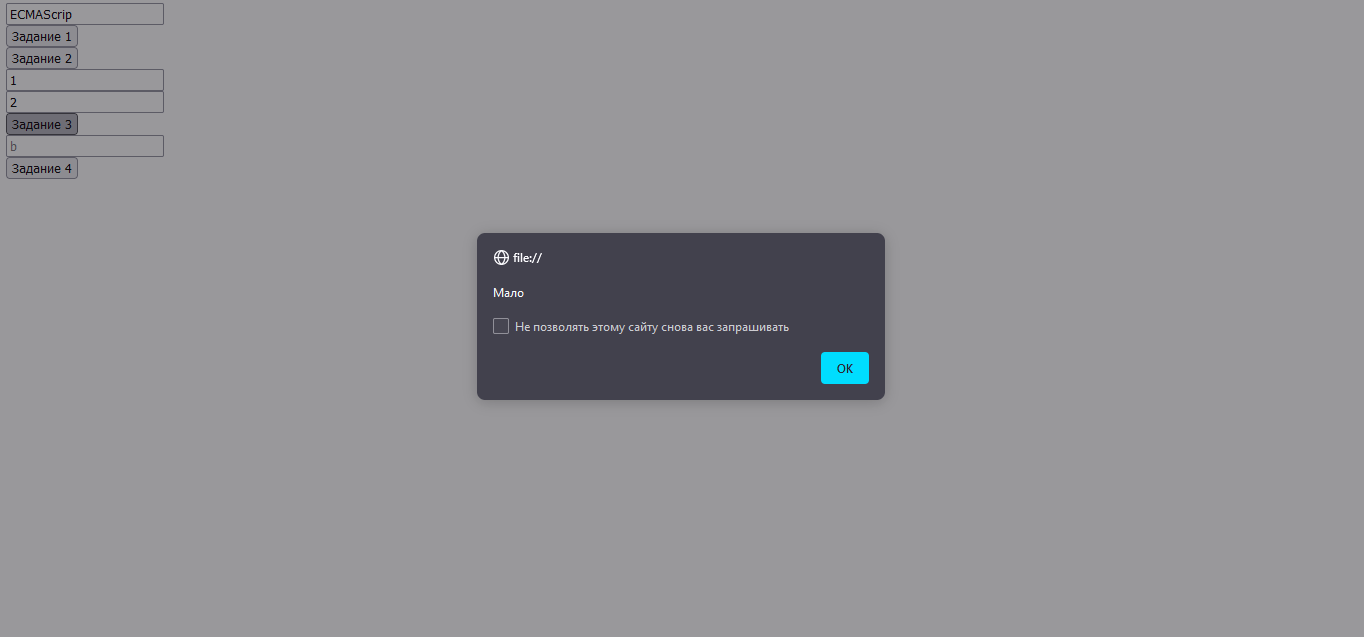 ECMAScrip
Задание 1
Задание 2
1
2
Задание 3
b
Задание 4
file://
Мало
Не позволять этому сайту снова вас запрашивать
OK